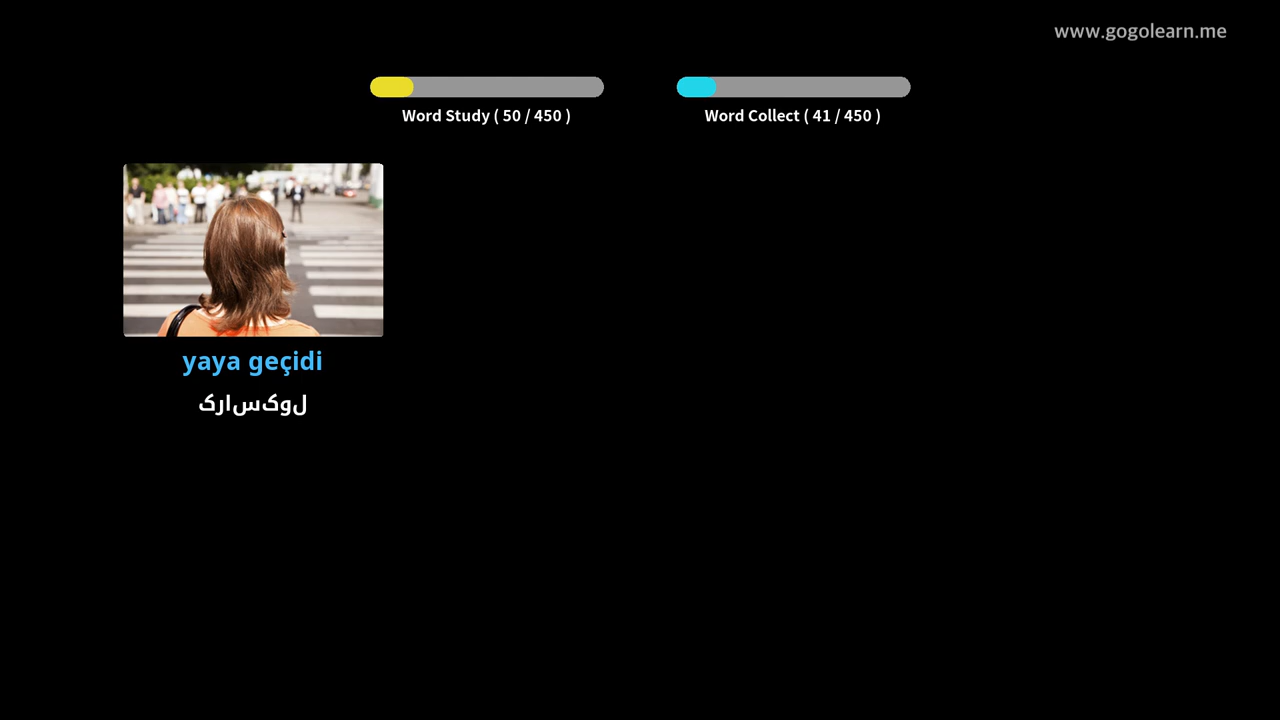 www.gogolearn.me
Word Study ( 50 / 450 )
Word Collect ( 41 / 450 )
yaya geçidi
لوکسارک